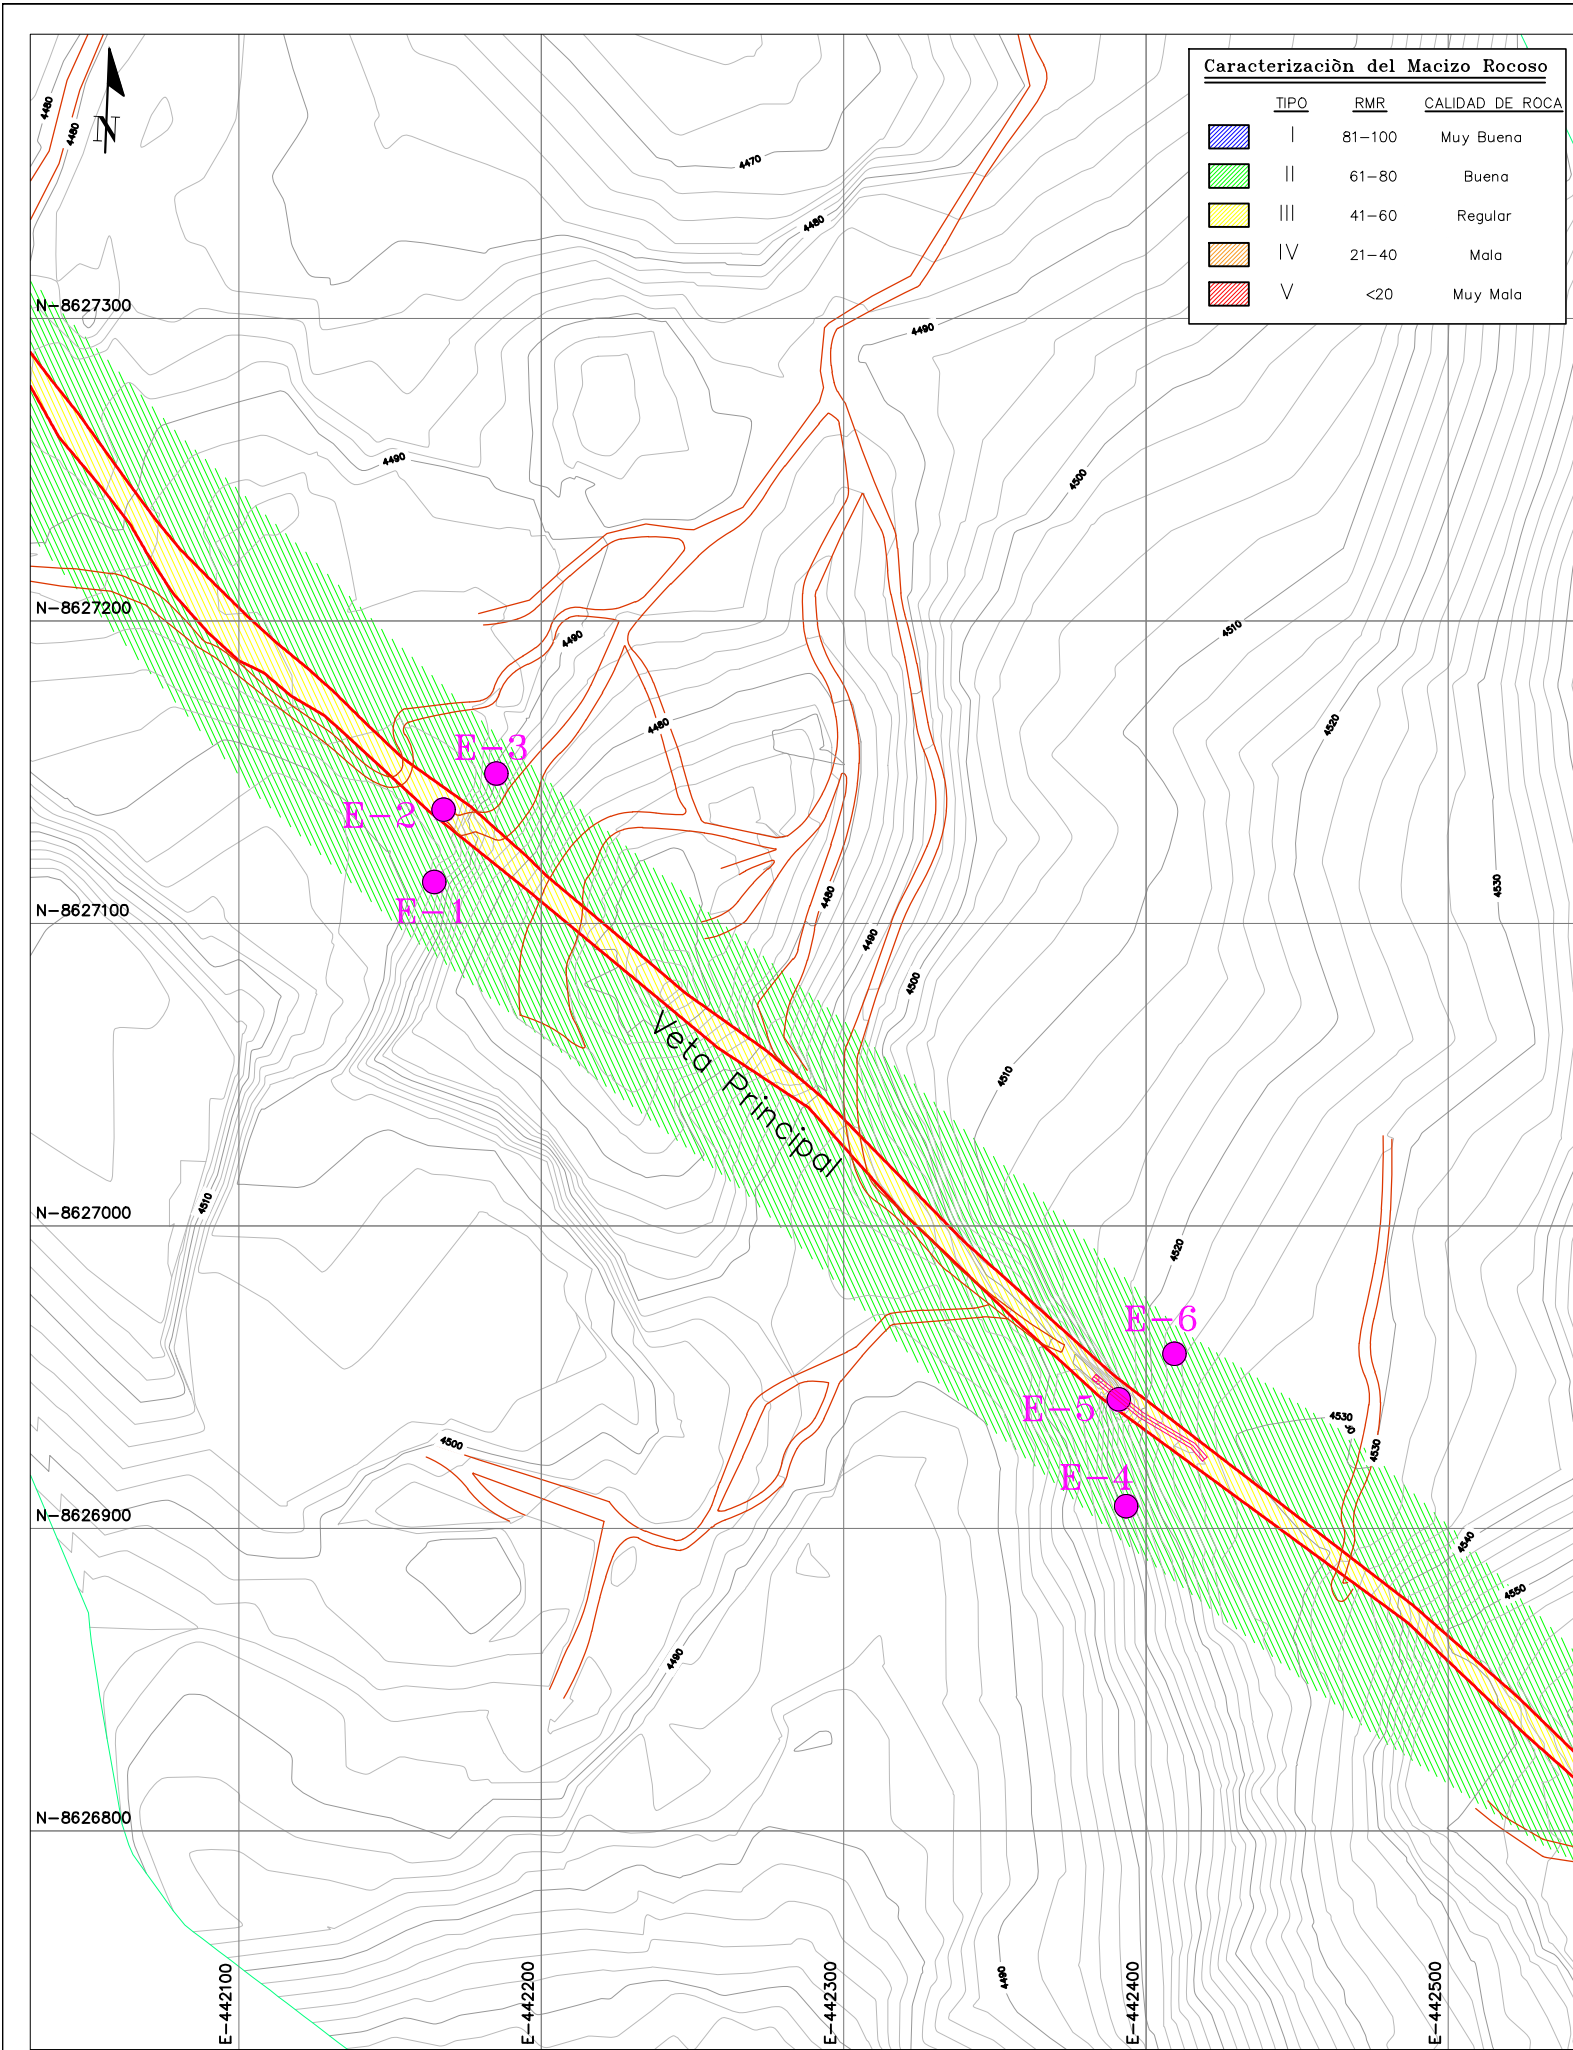 Caracterizaciòn del Macizo Rocoso
TIPO RMR CALIDAD DE ROCA
I 81-100 Muy Buena
II 61-80 Buena
III 41-60 Regular
IV 21-40 Mala
V <20 Muy Mala
N
4480
4480
4470
4480
N-8627300
4490
4490
4500
N-8627200
4490
4510
4480
4520
E-3
E-2
E-1
4480
4530
N-8627100
4490
4500
Veta Principal
4510
4510
N-8627000
4520
E-6
E-5
4530
4530
4500
E-4
N-8626900
4540
4550
4490
N-8626800
4490
E-442100
E-442200
E-442300
E-442400
E-442500